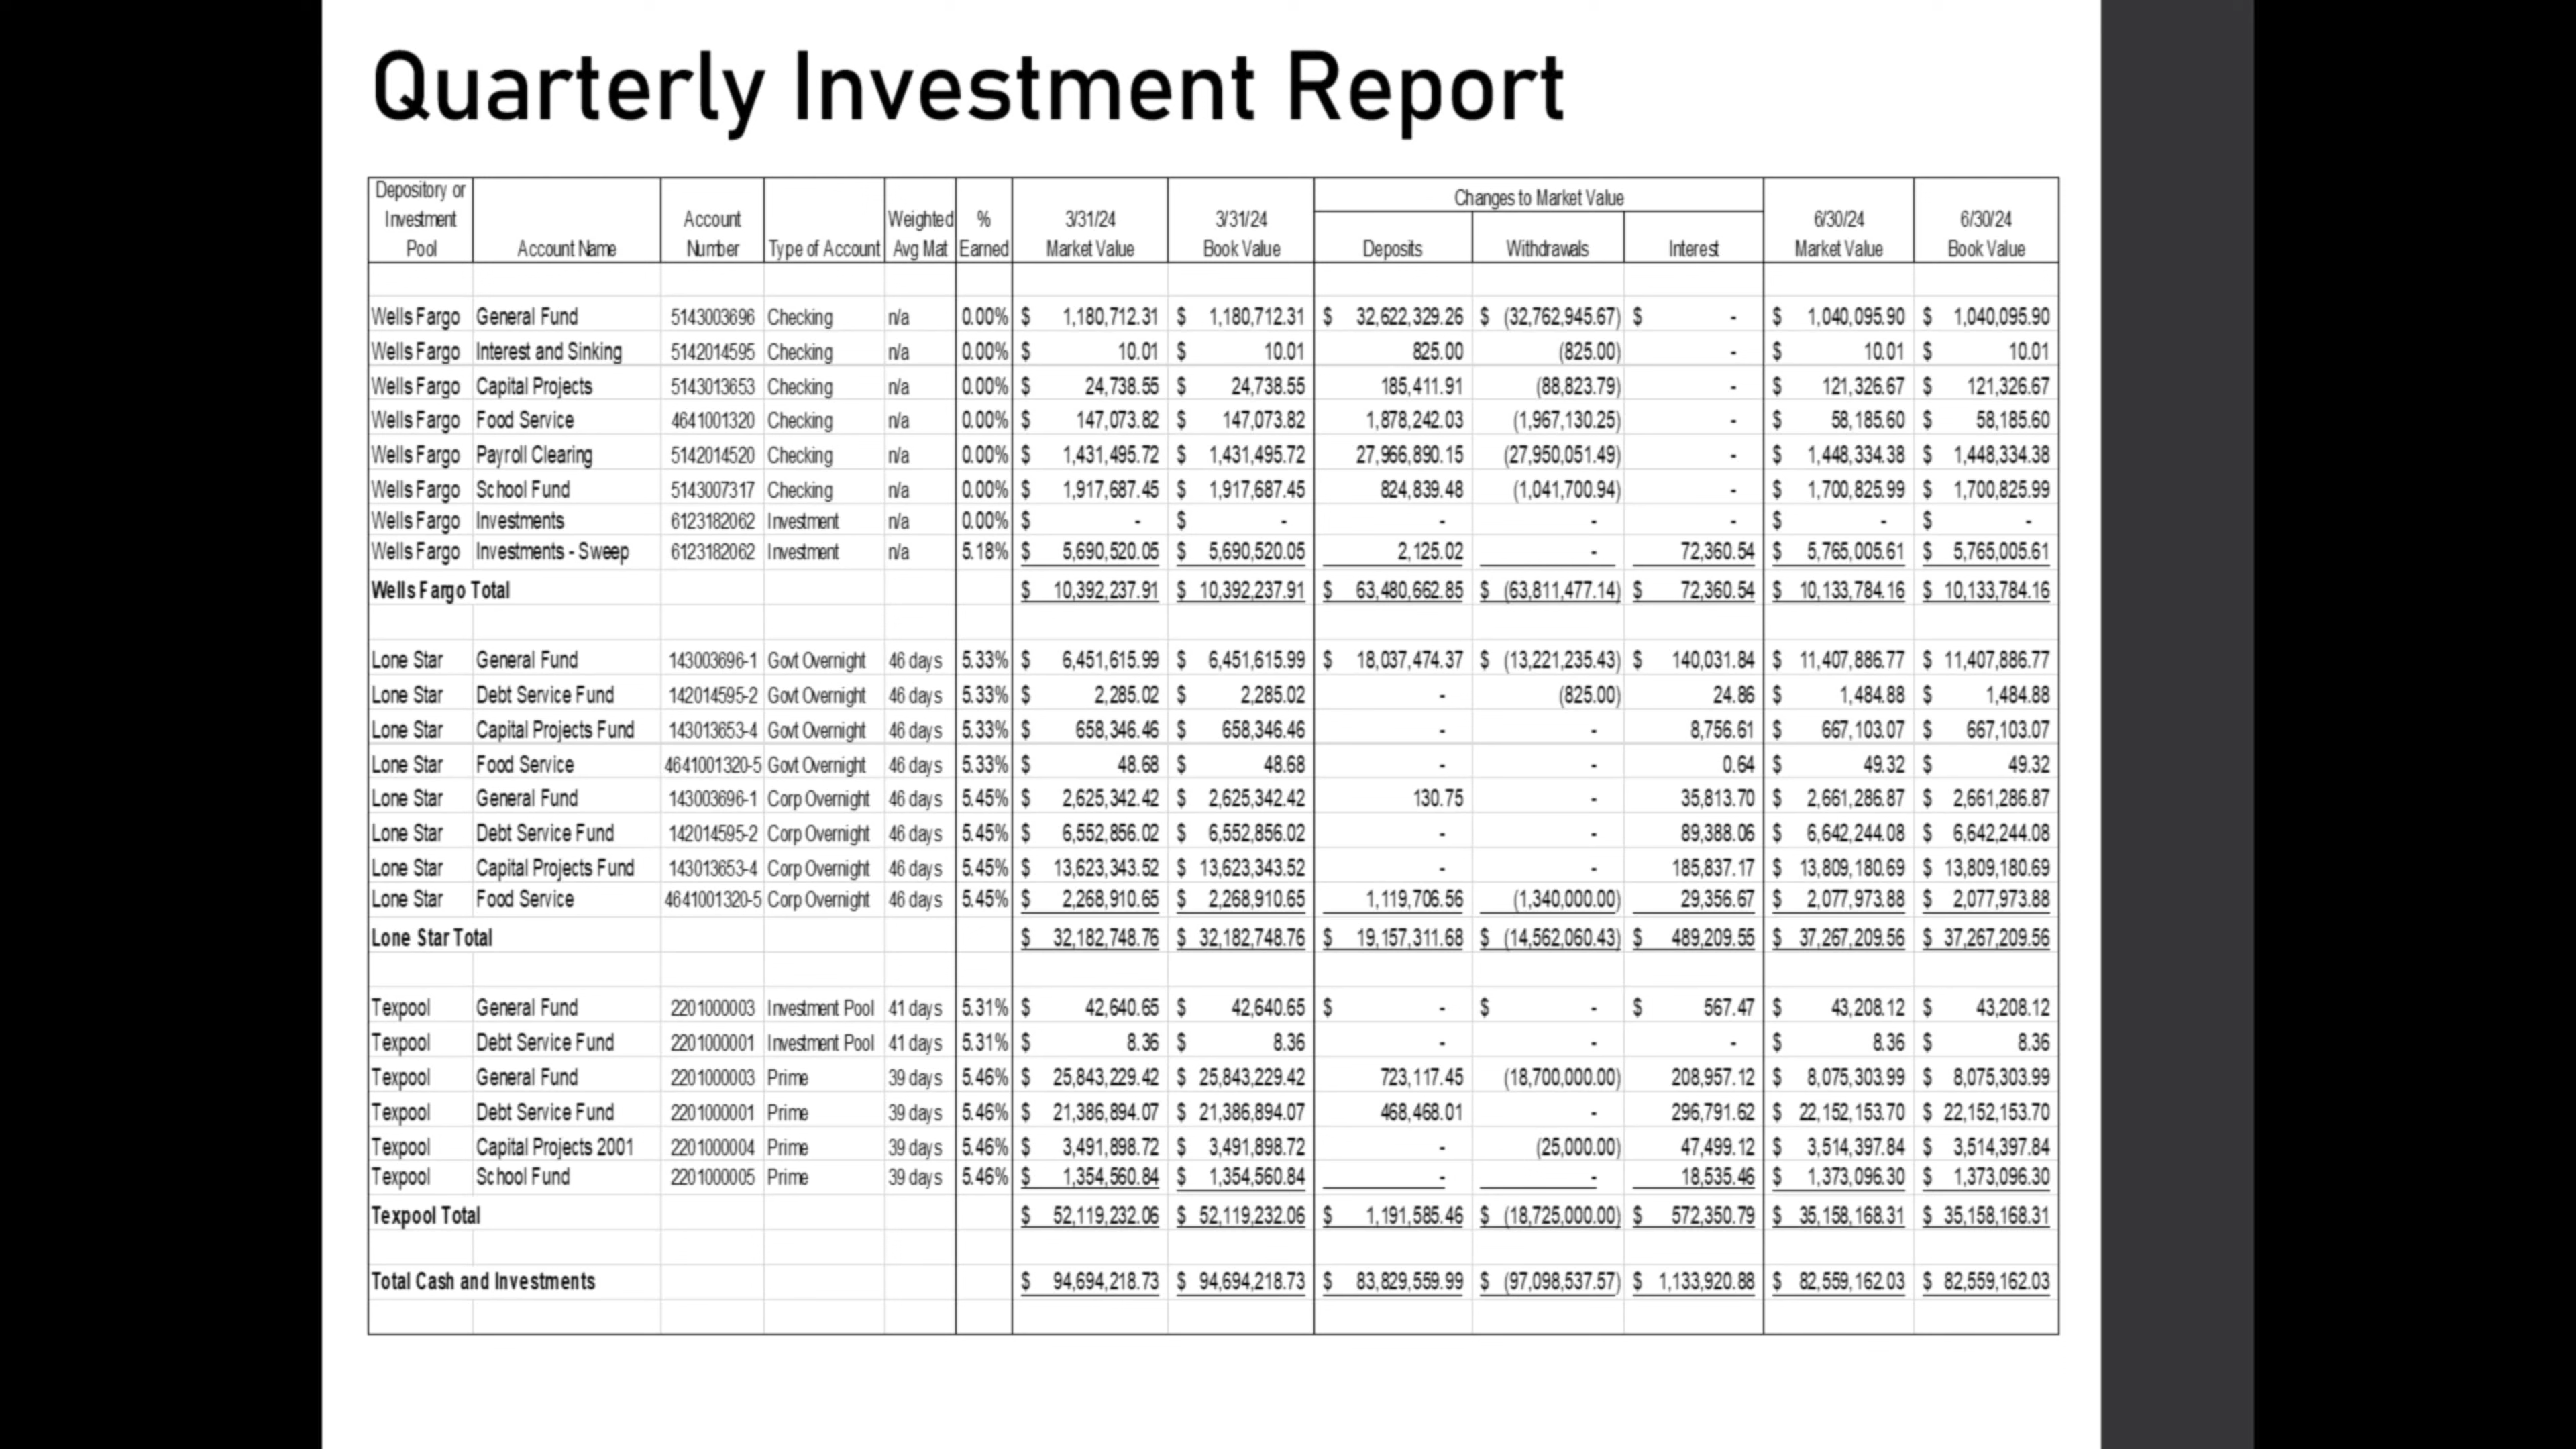 Quarterly Investment Report
Depository or Investment Pool Account Name Account Number Type of Account Weighted Avg Mat % Earned 3/31/24 Market Value 3/31/24 Book Value Changes to Market Value Deposits Withdrawals Interest 6/30/24 Market Value 6/30/24 Book Value
Wells Fargo General Fund 5143003696 Checking n/a 0.00% $ 1,180,712.31 $ 1,180,712.31 $ 32,622,329.26 $ (32,762,945.67) $ - $ 1,040,095.90 $ 1,040,095.90
Wells Fargo Interest and Sinking 5142014595 Checking n/a 0.00% $ 10.01 $ 10.01 825.00 (825.00) - $ 10.01 $ 10.01
Wells Fargo Capital Projects 5143013653 Checking n/a 0.00% $ 24,738.55 $ 24,738.55 185,411.91 (88,823.79) - $ 121,326.67 $ 121,326.67
Wells Fargo Food Service 4641001320 Checking n/a 0.00% $ 147,073.82 $ 147,073.82 1,878,242.03 (1,967,130.25) - $ 58,185.60 $ 58,185.60
Wells Fargo Payroll Clearing 5142014520 Checking n/a 0.00% $ 1,431,495.72 $ 1,431,495.72 27,966,890.15 (27,950,051.49) - $ 1,448,334.38 $ 1,448,334.38
Wells Fargo School Fund 5143007317 Checking n/a 0.00% $ 1,917,687.45 $ 1,917,687.45 824,839.48 (1,041,700.94) - $ 1,700,825.99 $ 1,700,825.99
Wells Fargo Investments 6123182062 Investment n/a 0.00% $ - $ - - - - $ - $ -
Wells Fargo Investments - Sweep 6123182062 Investment n/a 5.18% $ 5,690,520.05 $ 5,690,520.05 2,125.02 - 72,360.54 $ 5,765,005.61 $ 5,765,005.61
Wells Fargo Total $ 10,392,237.91 $ 10,392,237.91 $ 63,480,662.85 $ (63,811,477.14) $ 72,360.54 $ 10,133,784.16 $ 10,133,784.16
Lone Star General Fund 143003696-1 Govt Overnight 46 days 5.33% $ 6,451,615.99 $ 6,451,615.99 $ 18,037,474.37 $ (13,221,235.43) $ 140,031.84 $ 11,407,886.77 $ 11,407,886.77
Lone Star Debt Service Fund 142014595-2 Govt Overnight 46 days 5.33% $ 2,285.02 $ 2,285.02 - (825.00) 24.86 $ 1,484.88 $ 1,484.88
Lone Star Capital Projects Fund 143013653-4 Govt Overnight 46 days 5.33% $ 658,346.46 $ 658,346.46 - - 8,756.61 $ 667,103.07 $ 667,103.07
Lone Star Food Service 4641001320-5 Govt Overnight 46 days 5.33% $ 48.68 $ 48.68 - - 0.64 $ 49.32 $ 49.32
Lone Star General Fund 143003696-1 Corp Overnight 46 days 5.45% $ 2,625,342.42 $ 2,625,342.42 130.75 - 35,813.70 $ 2,661,286.87 $ 2,661,286.87
Lone Star Debt Service Fund 142014595-2 Corp Overnight 46 days 5.45% $ 6,552,856.02 $ 6,552,856.02 - - 89,388.06 $ 6,642,244.08 $ 6,642,244.08
Lone Star Capital Projects Fund 143013653-4 Corp Overnight 46 days 5.45% $ 13,623,343.52 $ 13,623,343.52 - - 185,837.17 $ 13,809,180.69 $ 13,809,180.69
Lone Star Food Service 4641001320-5 Corp Overnight 46 days 5.45% $ 2,268,910.65 $ 2,268,910.65 1,119,706.56 (1,340,000.00) 29,356.67 $ 2,077,973.88 $ 2,077,973.88
Lone Star Total $ 32,182,748.76 $ 32,182,748.76 $ 19,157,311.68 $ (14,562,060.43) $ 489,209.55 $ 37,267,209.56 $ 37,267,209.56
Texpool General Fund 2201000003 Investment Pool 41 days 5.31% $ 42,640.65 $ 42,640.65 $ - $ - $ 567.47 $ 43,208.12 $ 43,208.12
Texpool Debt Service Fund 2201000001 Investment Pool 41 days 5.31% $ 8.36 $ 8.36 - - - $ 8.36 $ 8.36
Texpool General Fund 2201000003 Prime 39 days 5.46% $ 25,843,229.42 $ 25,843,229.42 723,117.45 (18,700,000.00) 208,957.12 $ 8,075,303.99 $ 8,075,303.99
Texpool Debt Service Fund 2201000001 Prime 39 days 5.46% $ 21,386,894.07 $ 21,386,894.07 468,468.01 - 296,791.62 $ 22,152,153.70 $ 22,152,153.70
Texpool Capital Projects 2001 2201000004 Prime 39 days 5.46% $ 3,491,898.72 $ 3,491,898.72 - (25,000.00) 47,499.12 $ 3,514,397.84 $ 3,514,397.84
Texpool School Fund 2201000005 Prime 39 days 5.46% $ 1,354,560.84 $ 1,354,560.84 - - 18,535.46 $ 1,373,096.30 $ 1,373,096.30
Texpool Total $ 52,119,232.06 $ 52,119,232.06 $ 1,191,585.46 $ (18,725,000.00) $ 572,350.79 $ 35,158,168.31 $ 35,158,168.31
Total Cash and Investments $ 94,694,218.73 $ 94,694,218.73 $ 83,829,559.99 $ (97,098,537.57) $ 1,133,920.88 $ 82,559,162.03 $ 82,559,162.03